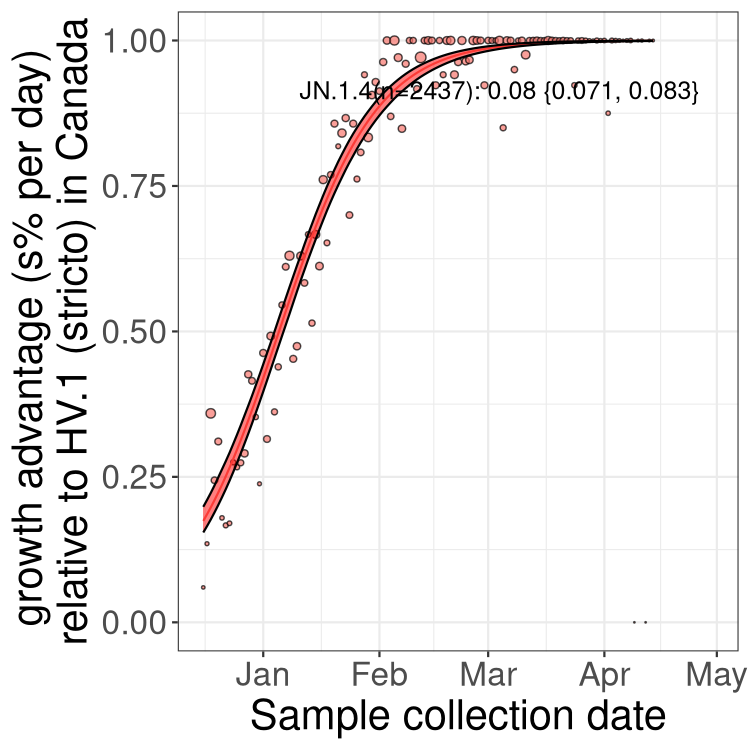 growth advantage (s% per day)
relative to HV.1 (stricto) in Canada
1.00
0.75
0.50
0.25
0.00
JN.1.4(n=2437): 0.08 {0.071, 0.083}
Jan Feb Mar Apr May
Sample collection date